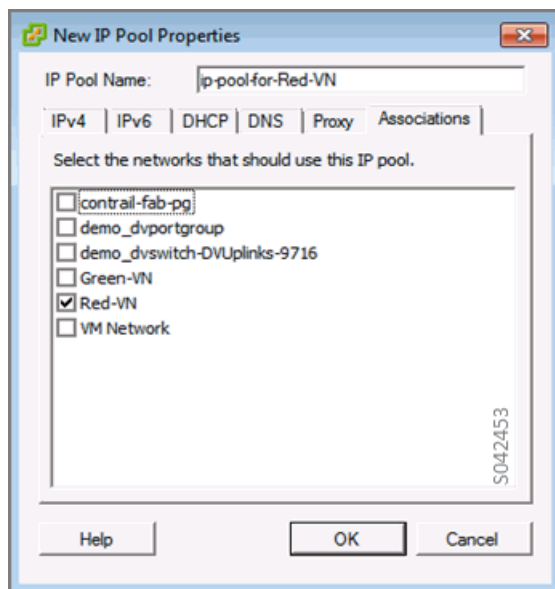 New IP Pool Properties
IP Pool Name: ip-pool-for-Red-VN
IPv4 IPv6 DHCP DNS Proxy Associations
Select the networks that should use this IP pool.
contrail-fab-pg
demo_dvportgroup
demo_dvswitch-DVUplinks-9716
Green-VN
Red-VN
VM Network
S042453
Help OK Cancel